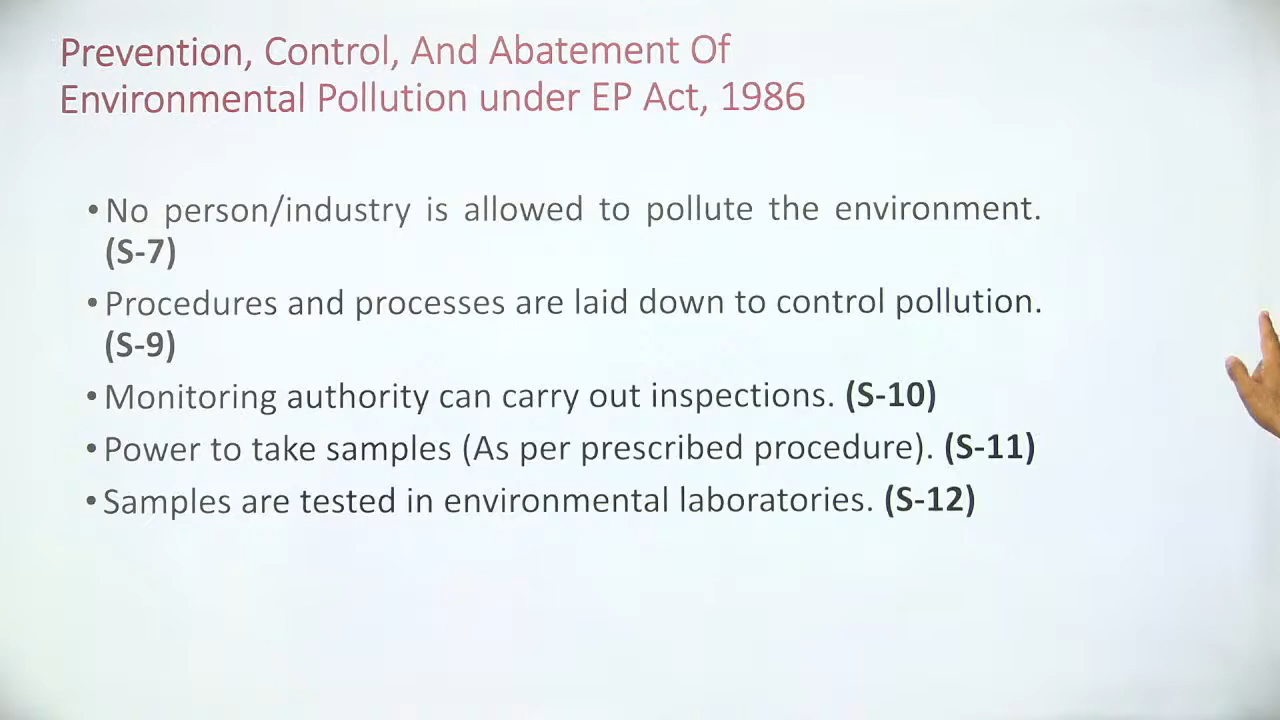 Prevention, Control, And Abatement Of
Environmental Pollution under EP Act, 1986
• No person/industry is allowed to pollute the environment.
(S-7)
• Procedures and processes are laid down to control pollution.
(S-9)
• Monitoring authority can carry out inspections. (S-10)
• Power to take samples (As per prescribed procedure). (S-11)
• Samples are tested in environmental laboratories. (S-12)